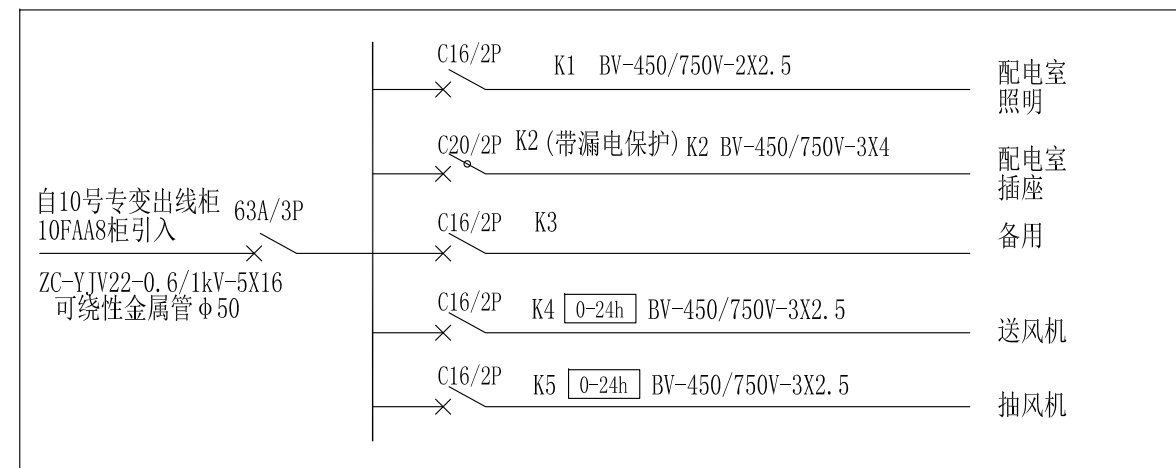 C16/2P K1 BV-450/750V-2X2.5 配电室
照明
C20/2P K2(带漏电保护) K2 BV-450/750V-3X4 配电室
插座
自10号专变出线柜 63A/3P
10FAA8柜引入
ZC-YJV22-0.6/1kV-5X16
可绕性金属管φ50
C16/2P K3 备用
C16/2P K4 0-24h BV-450/750V-3X2.5 送风机
C16/2P K5 0-24h BV-450/750V-3X2.5 抽风机